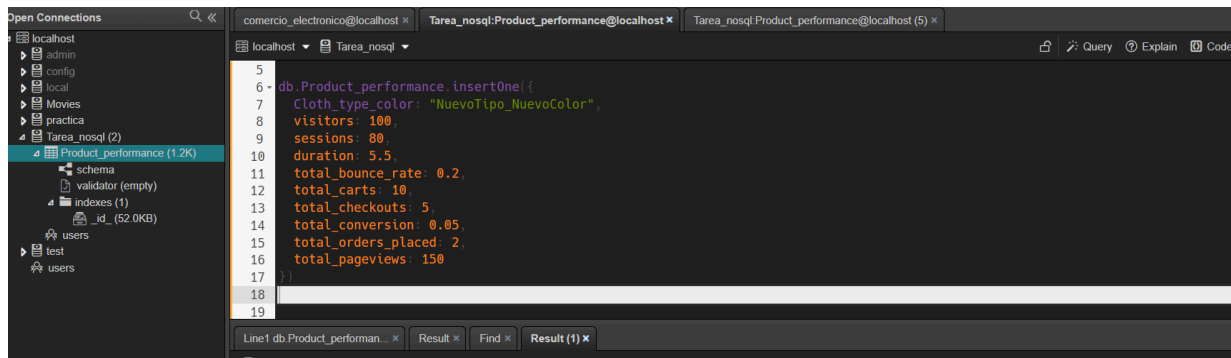 Open Connections
localhost
admin
config
local
Movies
practica
Tarea_nosql (2)
Product_performance (1.2K)
schema
validator (empty)
indexes (1)
_id_ (52.0KB)
users
test
users
comercio_electronico@localhost × Tarea_nosql:Product_performance@localhost × Tarea_nosql:Product_performance@localhost (5) ×
localhost Tarea_nosql Query Explain Code
5
6 db.Product_performance.insertOne({
7 Cloth_type_color: "NuevoTipo_NuevoColor",
8 visitors: 100,
9 sessions: 80,
10 duration: 5.5,
11 total_bounce_rate: 0.2,
12 total_carts: 10,
13 total_checkouts: 5,
14 total_conversion: 0.05,
15 total_orders_placed: 2,
16 total_pageviews: 150
17 })
18
19
Line1 db.Product_performan... × Result × Find × Result (1) ×